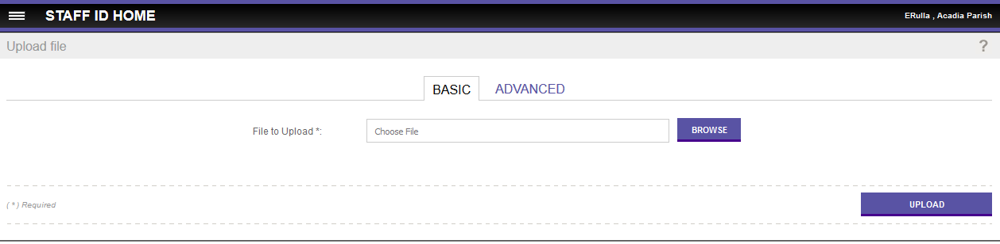 STAFF ID HOME
ERulla , Acadia Parish
Upload file
?
BASIC
ADVANCED
File to Upload *:
Choose File
BROWSE
( * ) Required
UPLOAD